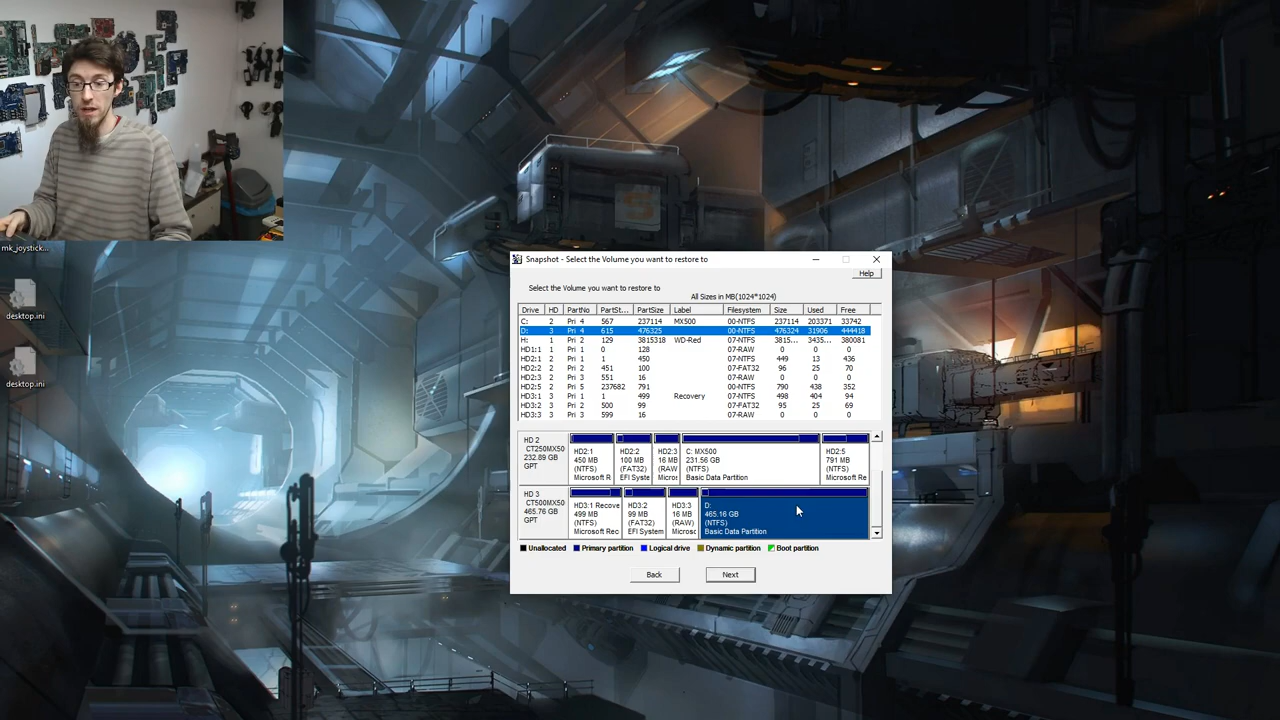 mk_joystick...
desktop.ini
desktop.ini
Snapshot - Select the Volume you want to restore to
Help
Select the Volume you want to restore to
All Sizes in MB(1024*1024)
Drive HD PartNo PartSt... PartSize Label Filesystem Size Used Free
C: 2 Pri 4 567 237114 MX500 00-NTFS 237114 203371 33742
D: 3 Pri 4 615 476325 00-NTFS 476324 31906 444418
H: 1 Pri 2 129 3815318 WD-Red 07-NTFS 3815... 3435... 380081
HD1:1 1 Pri 1 0 128 07-RAW 0 0 0
HD2:1 2 Pri 1 1 450 07-NTFS 449 13 436
HD2:2 2 Pri 2 451 100 07-FAT32 96 25 70
HD2:3 2 Pri 3 551 16 07-RAW 0 0 0
HD2:5 2 Pri 5 237682 791 00-NTFS 790 438 352
HD3:1 3 Pri 1 1 499 Recovery 07-NTFS 498 404 94
HD3:2 3 Pri 2 500 99 07-FAT32 95 25 69
HD3:3 3 Pri 3 599 16 07-RAW 0 0 0
HD 2
CT250MX50
232.89 GB
GPT
HD2:1
450 MB
(NTFS)
Microsoft R
HD2:2
100 MB
(FAT32)
EFI Syste
HD2:3
16 MB
(RAW
Micros
C: MX500
231.56 GB
(NTFS)
Basic Data Partition
HD2:5
791 MB
(NTFS)
Microsoft Re
HD 3
CT500MX50
465.76 GB
GPT
HD3:1 Recove
499 MB
(NTFS)
Microsoft Rec
HD3:2
99 MB
(FAT32)
EFI System
HD3:3
16 MB
(RAW)
Microsc
D:
465.16 GB
(NTFS)
Basic Data Partition
Unallocated Primary partition Logical drive Dynamic partition Boot partition
Back Next